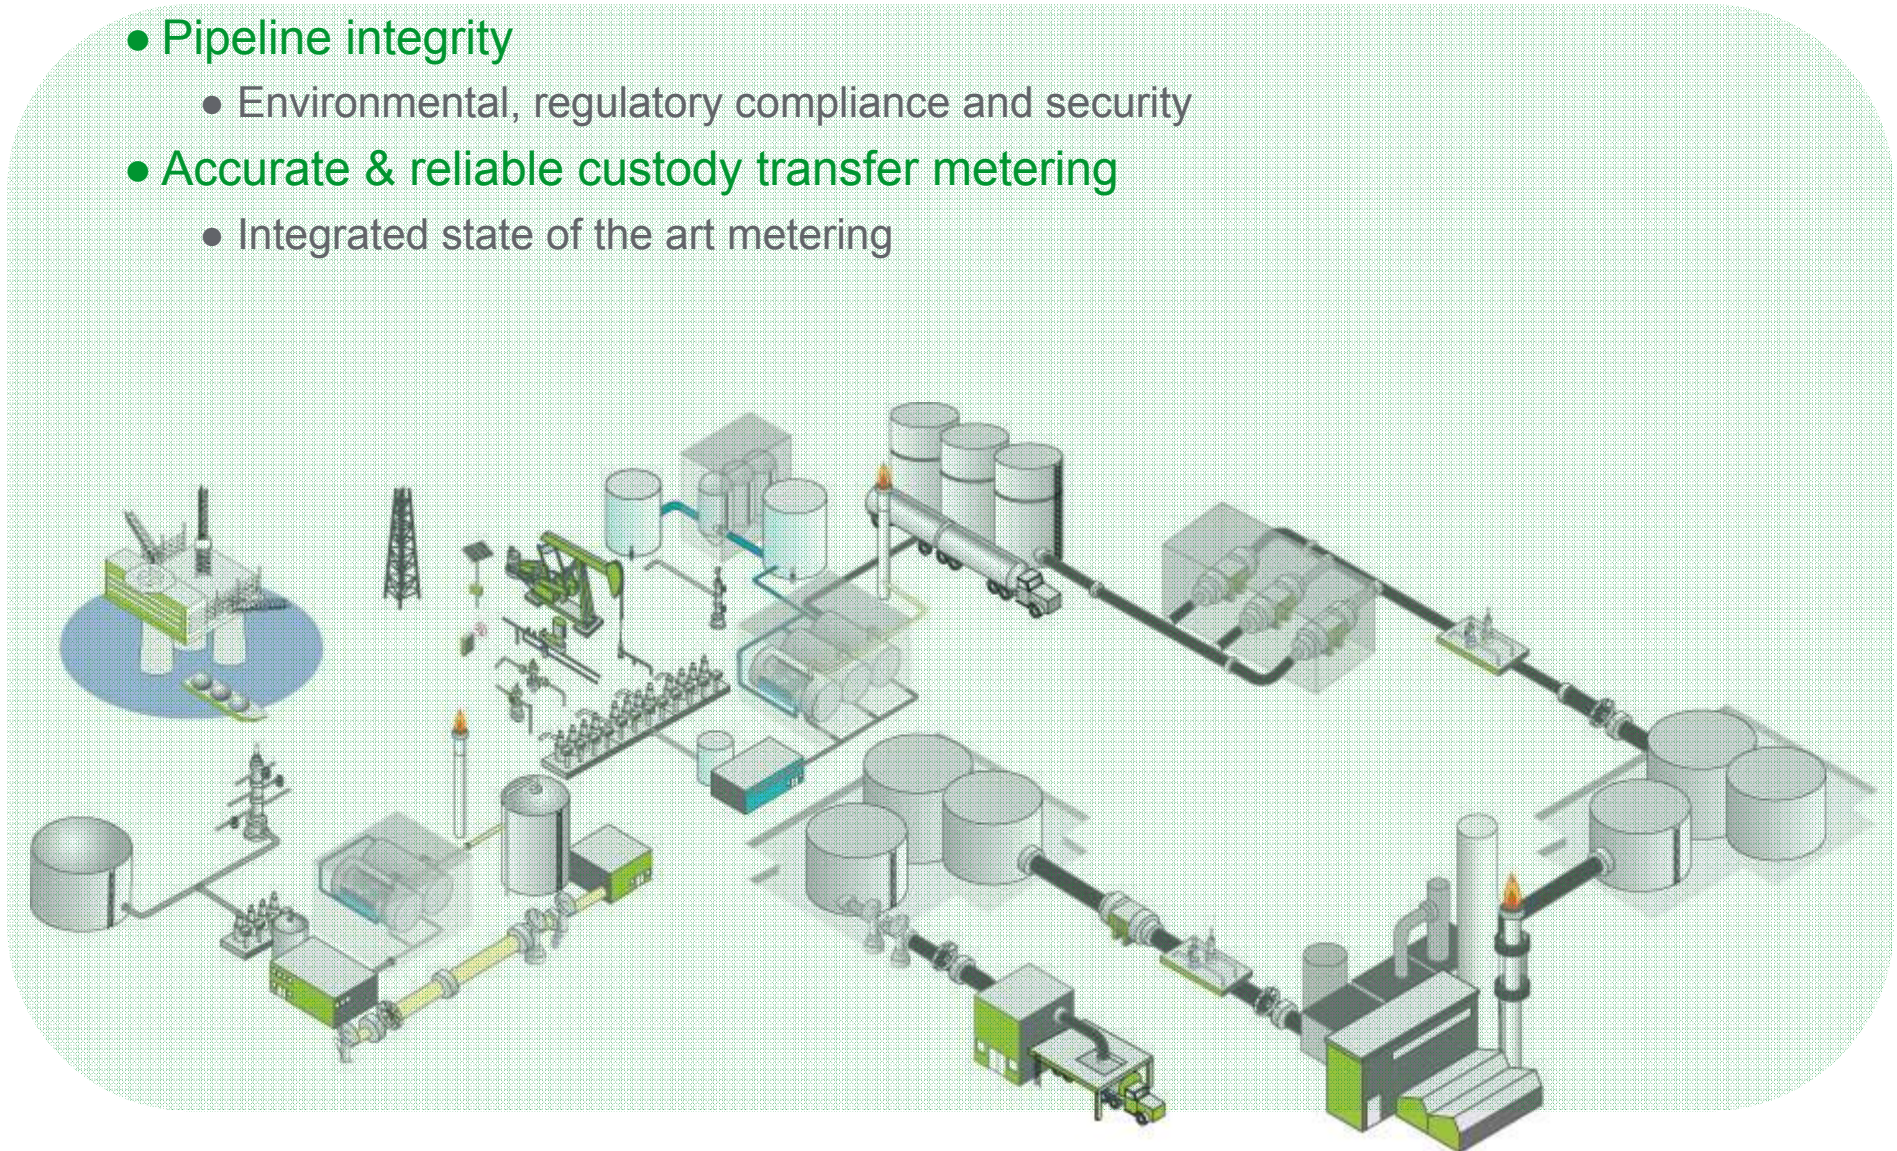 ● Pipeline integrity
● Environmental, regulatory compliance and security
● Accurate & reliable custody transfer metering
● Integrated state of the art metering